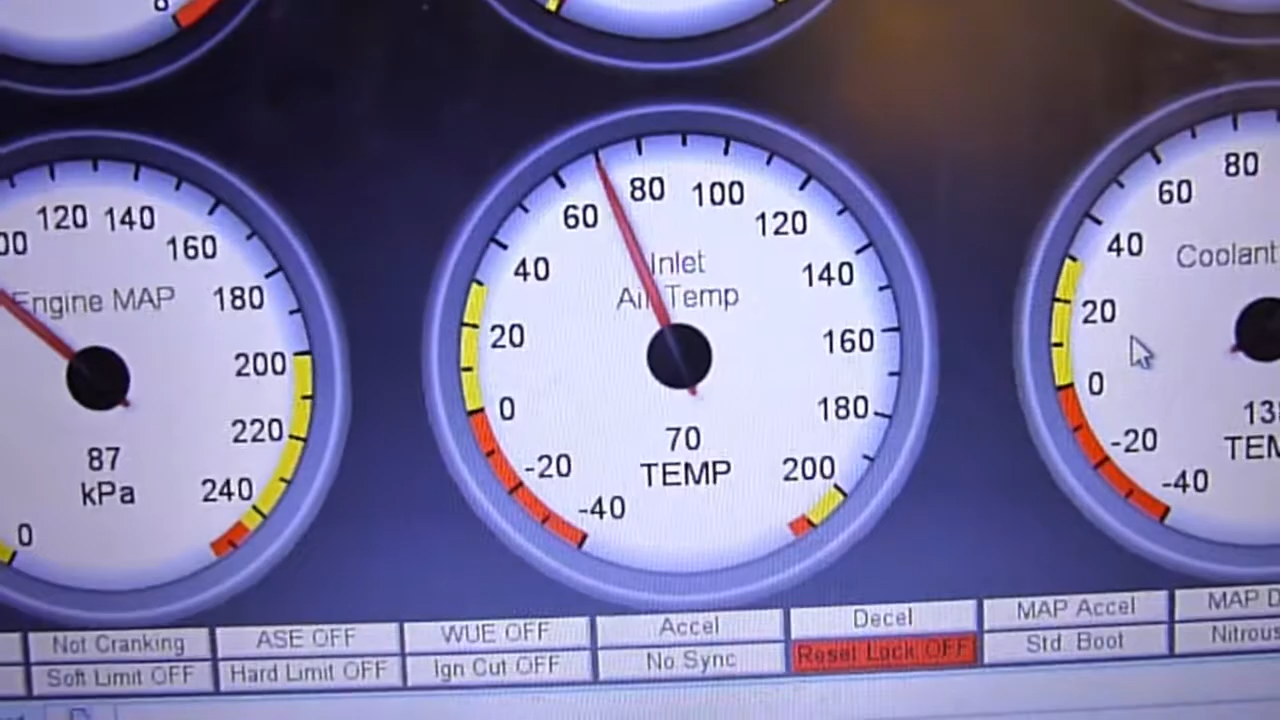 8
120 140
160
Engine MAP
180
200
220
240
0
87
kPa
80 100
60
120
40
140
Inlet
Air Temp
20
160
0
180
-20
200
-40
70
TEMP
80
60
40
Coolant
20
0
-20
-40
Not Cranking
ASE OFF
WUE OFF
Accel
Decel
MAP Accel
MAP D
Soft Limit OFF
Hard Limit OFF
Ign Cut OFF
No Sync
Reset Lock OFF
Std. Boot
Nitrous